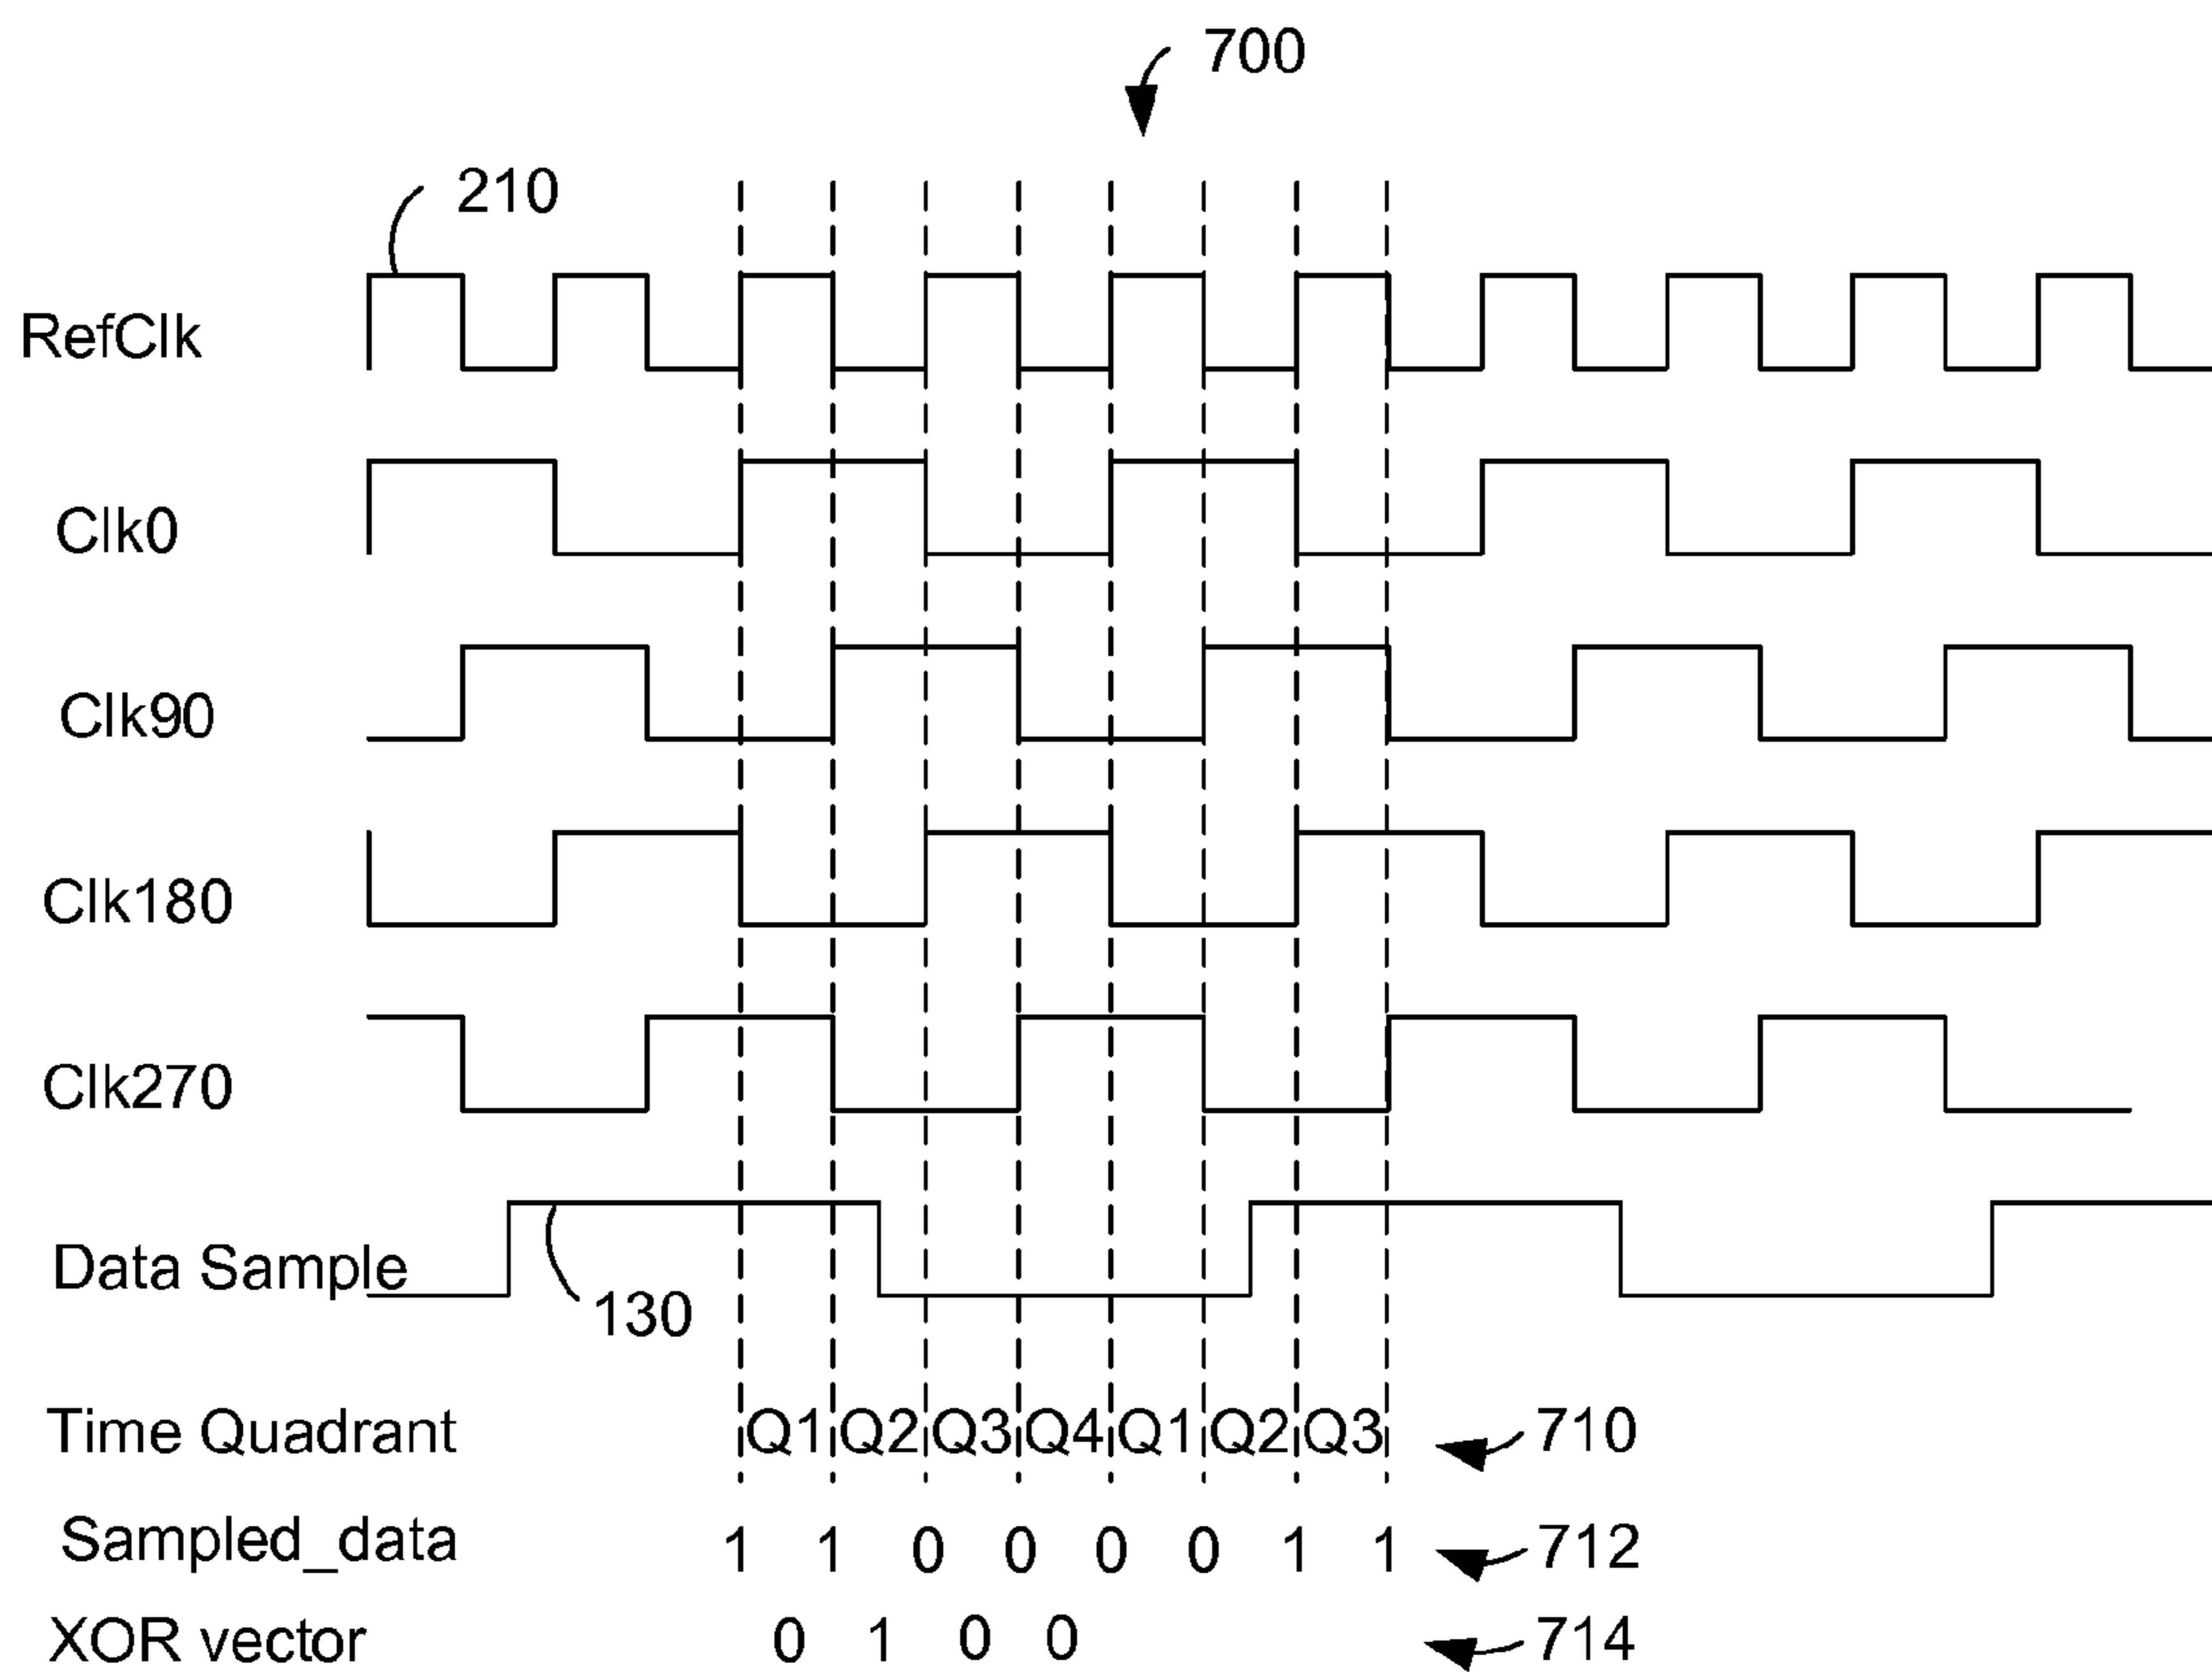 700
210
RefClk
Clk0
Clk90
Clk180
Clk270
Data Sample
130
Time Quadrant Q1 Q2 Q3 Q4 Q1 Q2 Q3 710
Sampled_data 1 1 0 0 0 0 1 1 712
XOR vector 0 1 0 0 714